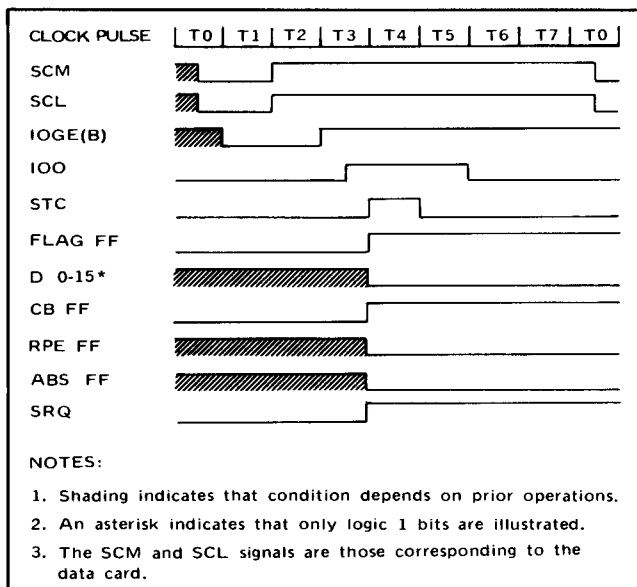 CLOCK PULSE T0 T1 T2 T3 T4 T5 T6 T7 T0
SCM
SCL
IOGE(B)
IOO
STC
FLAG FF
D 0-15*
CB FF
RPE FF
ABS FF
SRQ
NOTES:
1. Shading indicates that condition depends on prior operations.
2. An asterisk indicates that only logic 1 bits are illustrated.
3. The SCM and SCL signals are those corresponding to the
data card.